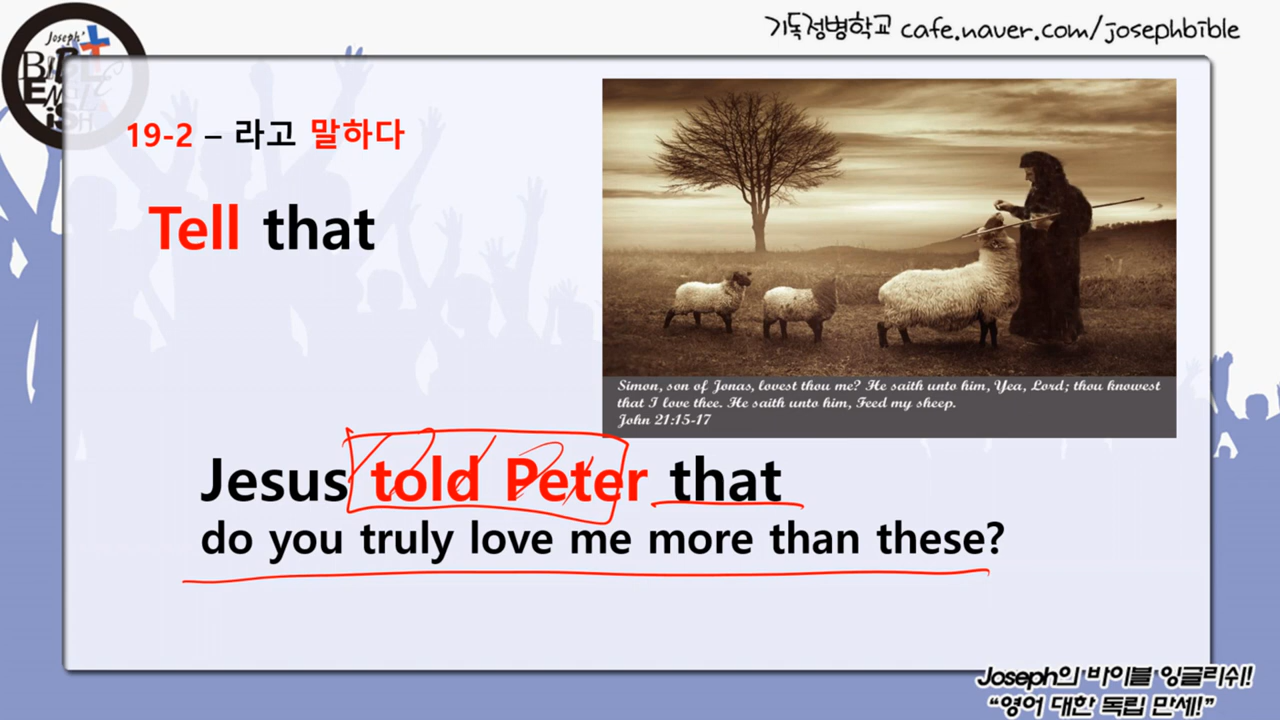 Joseph's
BIBLE
ENGLISH
기독정병학교 cafe.naver.com/josephbible
19-2 – 라고 말하다
Tell that
Simon, son of Jonas, lovest thou me? He saith unto him, Yea, Lord; thou knowest
that I love thee. He saith unto him, Feed my sheep.
John 21:15-17
Jesus told Peter that
do you truly love me more than these?
Joseph의 바이블 잉글리쉬!
“영어 대한 독립 만세!”